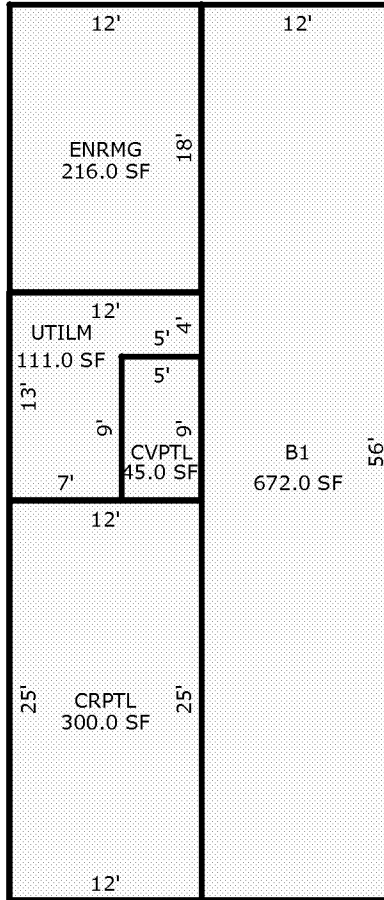 12' 12'
ENRMG
216.0 SF
18'
12'
UTILM
111.0 SF
5'
4'
5'
13'
9'
9'
CVPTL
45.0 SF
7'
B1
672.0 SF
56'
12'
25'
CRPTL
300.0 SF
25'
12'